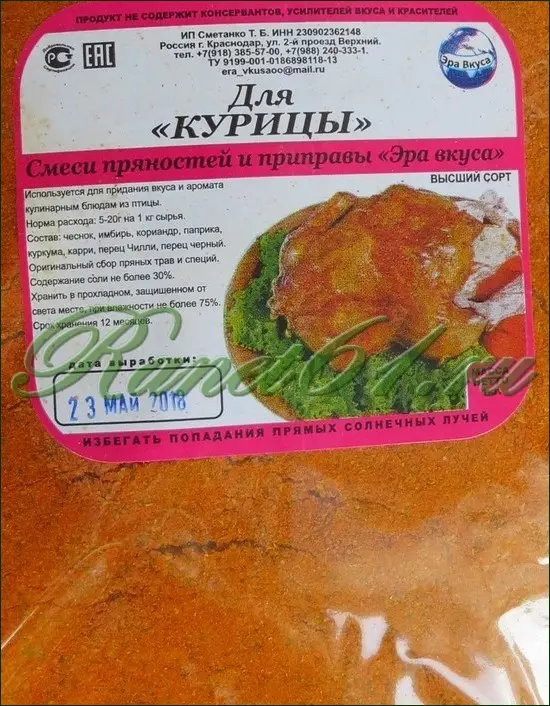 ПРОДУКТ НЕ СОДЕРЖИТ КОНСЕРВАНТОВ, УСИЛИТЕЛЕЙ ВКУСА И КРАСИТЕЛЕЙ
ИП Сметанко Т. Б. ИНН 230902362148
Россия г. Краснодар, ул. 2-й проезд Верхний.
тел. +7(918) 385-57-00, +7(988) 240-333-1.
ТУ 9199-001-0186898118-13
era_vkusaoo@mail.ru
РС
ЕАС
Эра Вкуса
Для
«КУРИЦЫ»
Смеси пряностей и приправы «Эра вкуса»
ВЫСШИЙ СОРТ
Используется для придания вкуса и аромата
кулинарным блюдам из птицы.
Норма расхода: 5-20г на 1 кг сырья.
Состав: чеснок, имбирь, кориандр, паприка,
куркума, карри, перец Чилли, перец черный.
Оригинальный сбор пряных трав и специй.
Содержание соли не более 30%.
Хранить в прохладном, защищенном от
света месте, при влажности не более 75%.
Срок хранения 12 месяцев.
Ranet61.ru
дата выработки:
23 МАЙ 2018
МАССА
ИЗБЕГАТЬ ПОПАДАНИЯ ПРЯМЫХ СОЛНЕЧНЫХ ЛУЧЕЙ